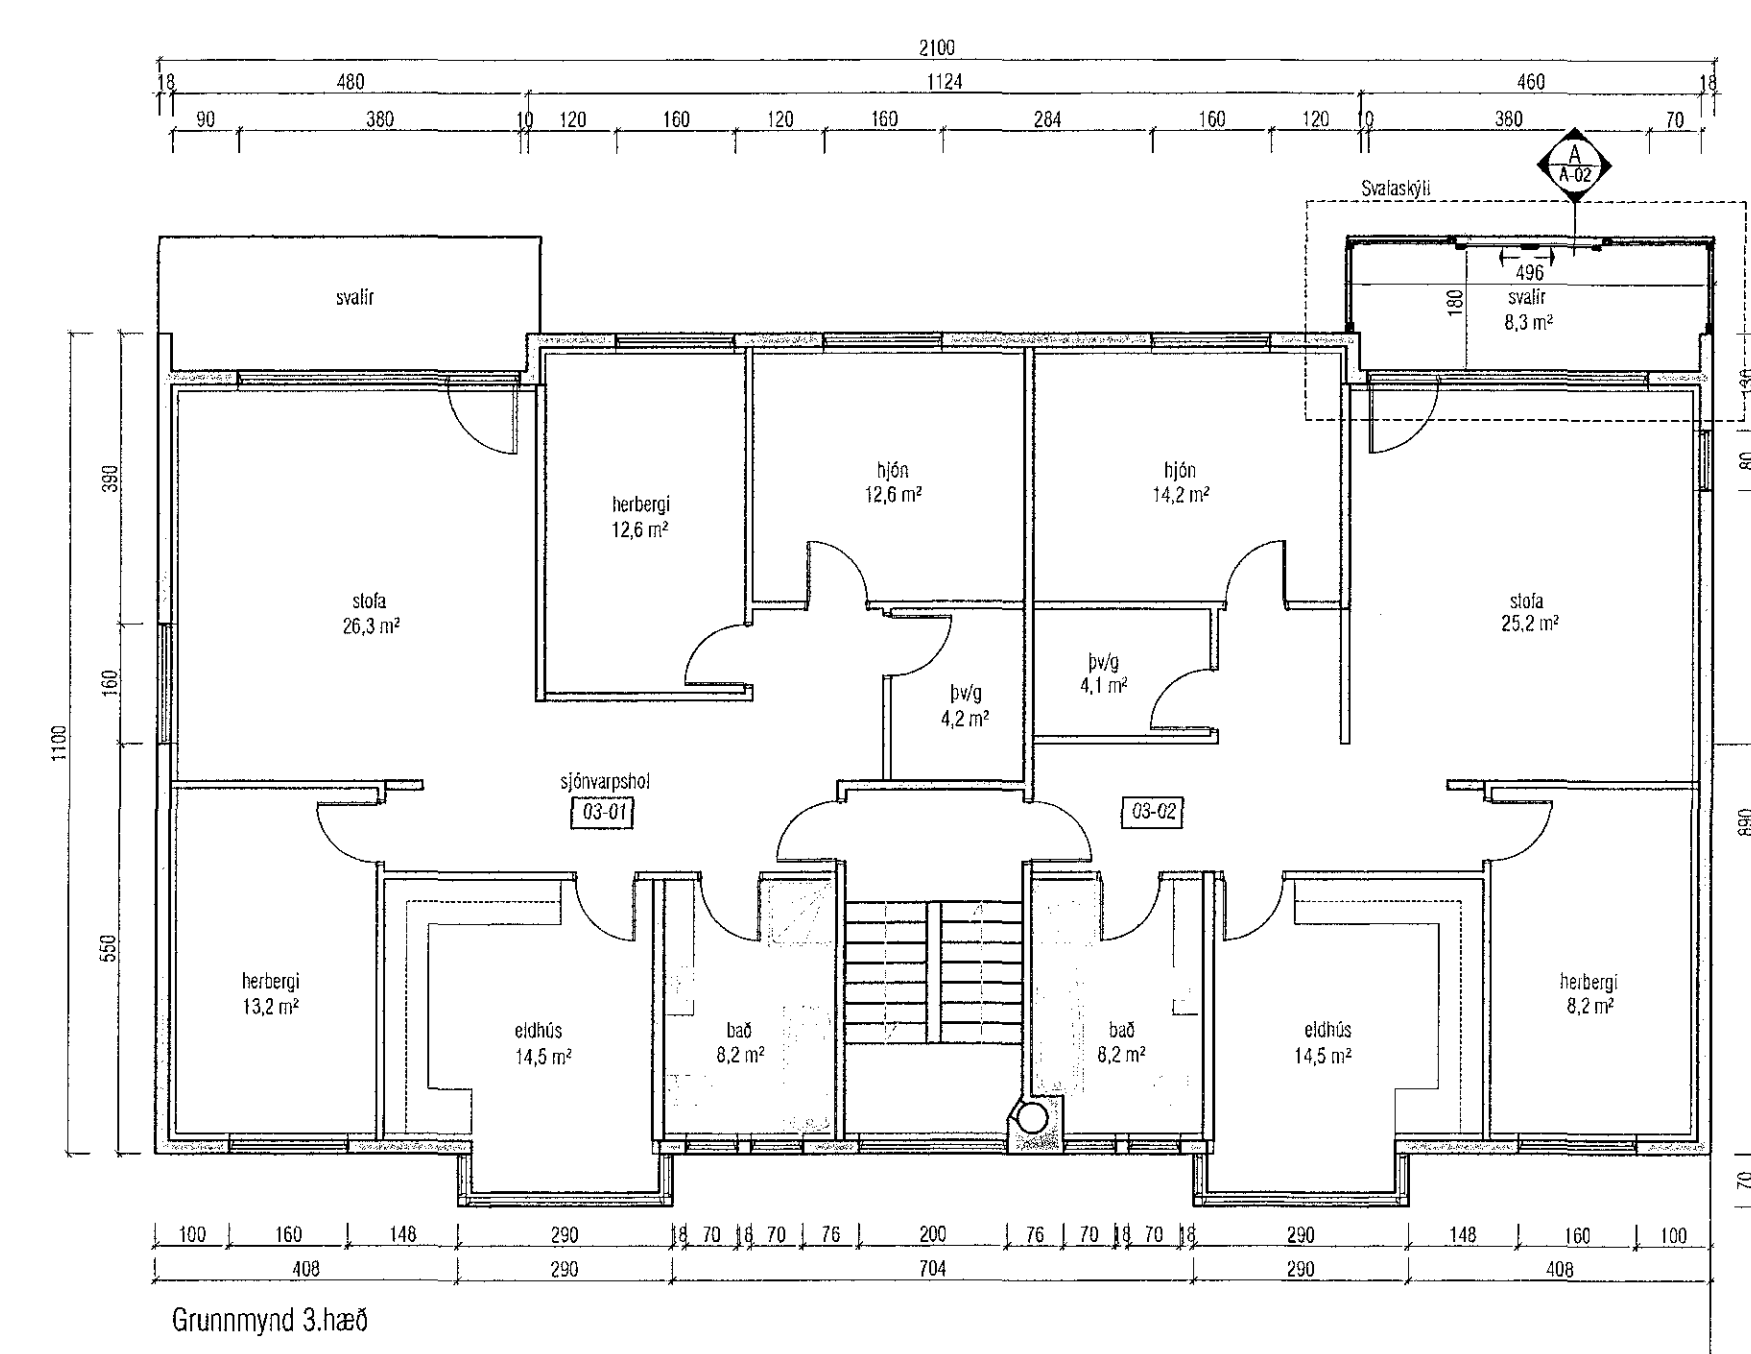 2100
18 480 1124 460 18
90 380 10 120 160 120 160 284 160 120 10 380 70
A
A-02
Svalaskýli
svalir
496
180
svalir
8,3 m²
130
80
890
70
1100
390
160
550
stofa
26,3 m²
herbergi
12,6 m²
hjón
12,6 m²
hjón
14,2 m²
stofa
25,2 m²
þv/g
4,2 m²
þv/g
4,1 m²
sjónvarpshol
03-01
03-02
herbergi
13,2 m²
eldhús
14,5 m²
bað
8,2 m²
bað
8,2 m²
eldhús
14,5 m²
herbergi
8,2 m²
100 160 148 290 18 70 18 70 76 200 76 70 18 70 18 290 148 160 100
408 290 704 290 408
Grunnmynd 3.hæð